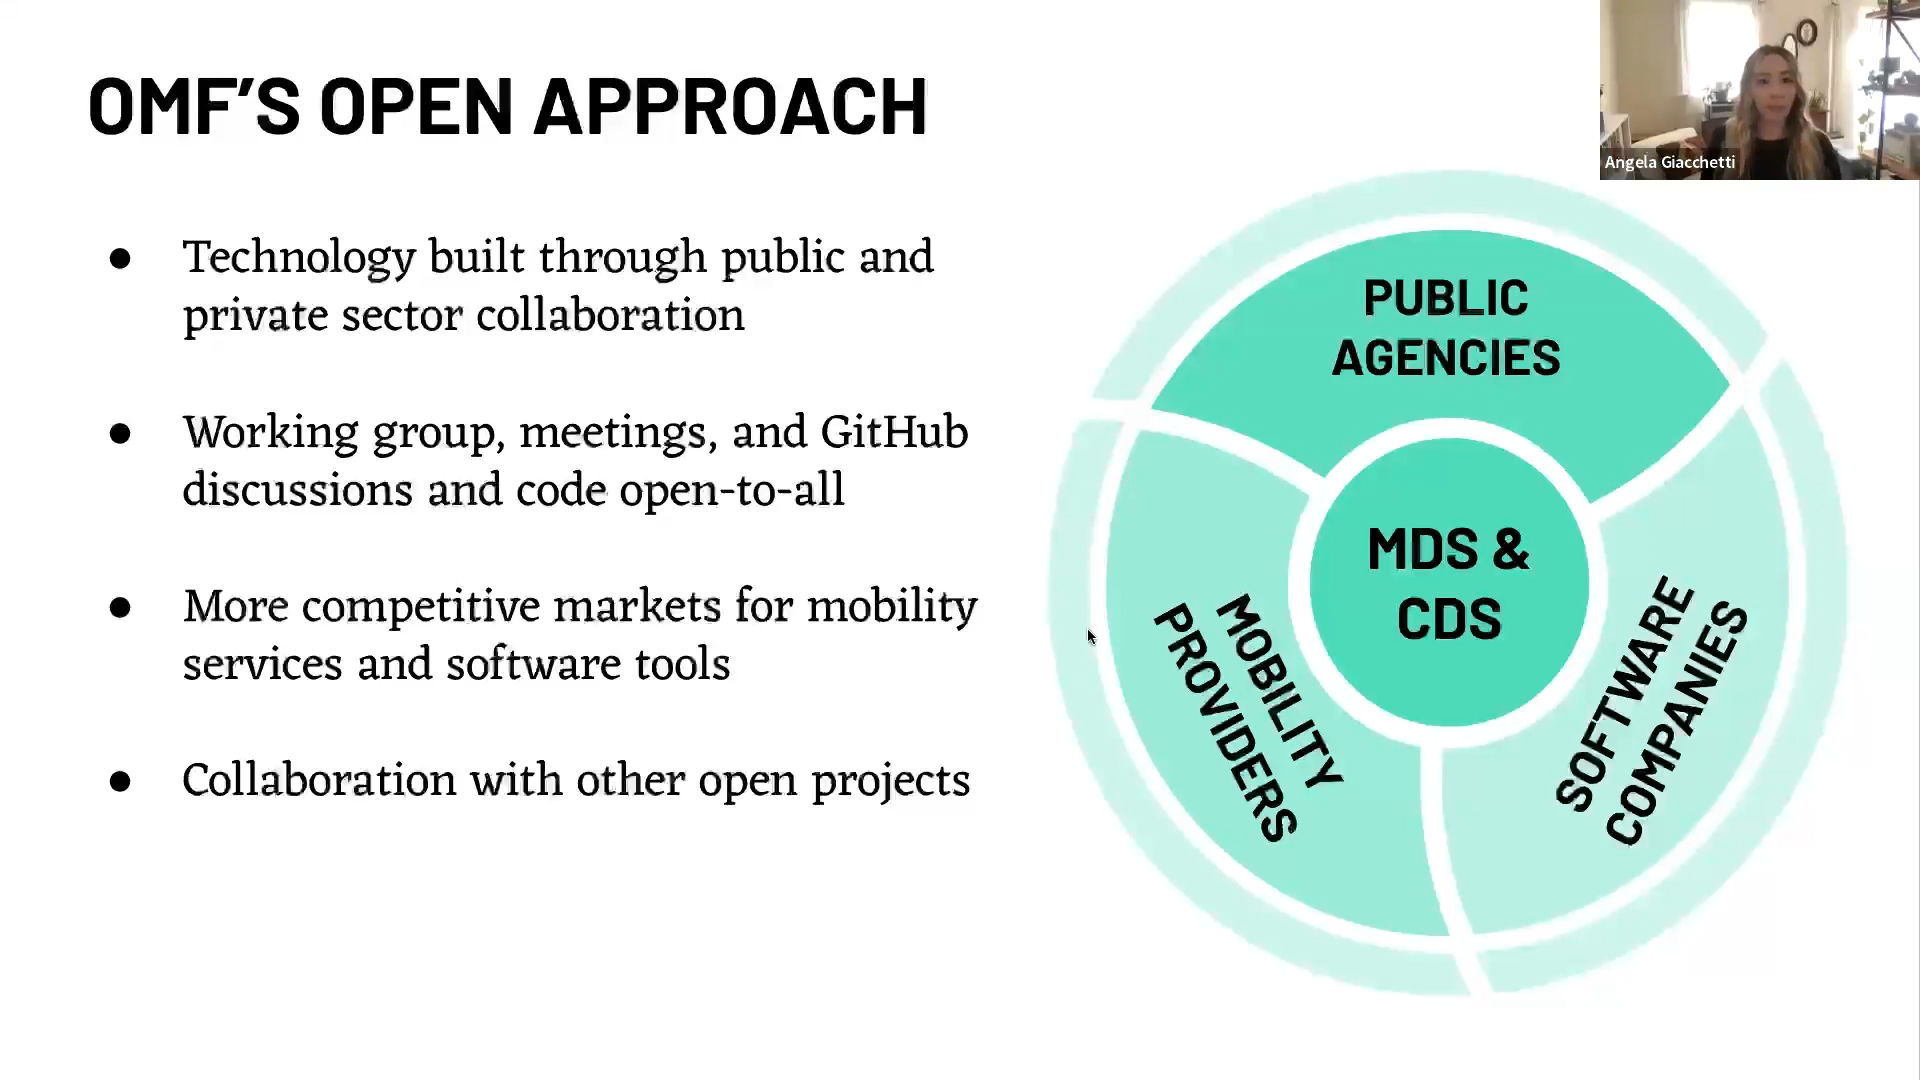 OMF’S OPEN APPROACH
Angela Giacchetti
● Technology built through public and
private sector collaboration
● Working group, meetings, and GitHub
discussions and code open-to-all
● More competitive markets for mobility
services and software tools
● Collaboration with other open projects
PUBLIC
AGENCIES
MDS &
CDS
MOBILITY
PROVIDERS
SOFTWARE
COMPANIES